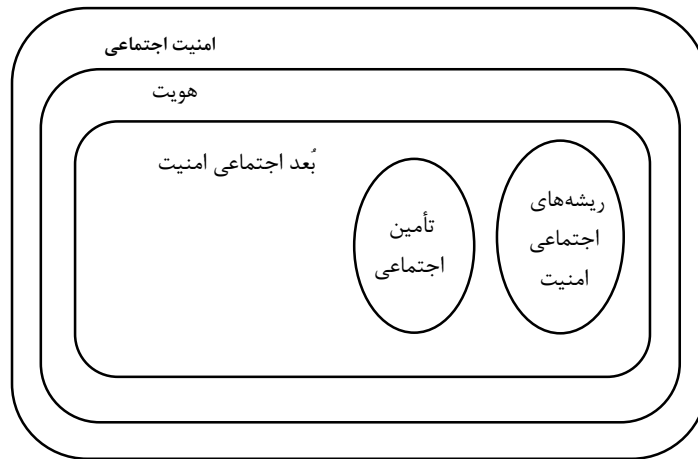 امنیت اجتماعی
هویت
بُعد اجتماعی امنیت
ریشه‌های
اجتماعی
امنیت
تأمین
اجتماعی